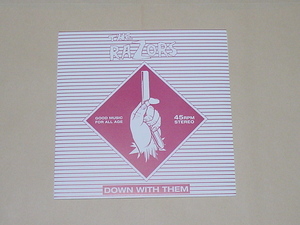 THE
RAZORS
GOOD MUSIC
FOR ALL AGE
45RPM
STEREO
DOWN WITH THEM